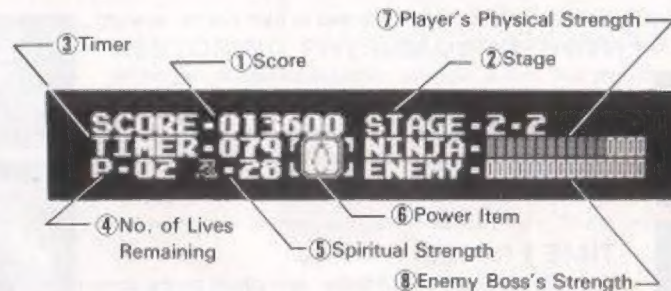 ⑦Player's Physical Strength
③Timer
①Score
②Stage
SCORE-013600 STAGE-2-2
TIMER-079 NINJA-
P-02 -28 ENEMY-
④No. of Lives
Remaining
⑥Power Item
⑤Spiritual Strength
⑧Enemy Boss's Strength
TIME